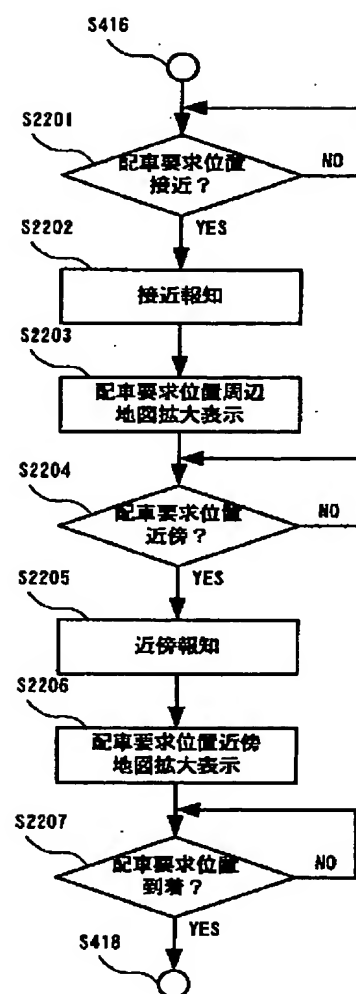 S416
S2201
配車要求位置
接近？
NO
YES
S2202
接近報知
S2203
配車要求位置周辺
地図拡大表示
S2204
配車要求位置
近傍？
NO
YES
S2205
近傍報知
S2206
配車要求位置近傍
地図拡大表示
S2207
配車要求位置
到着？
NO
YES
S418